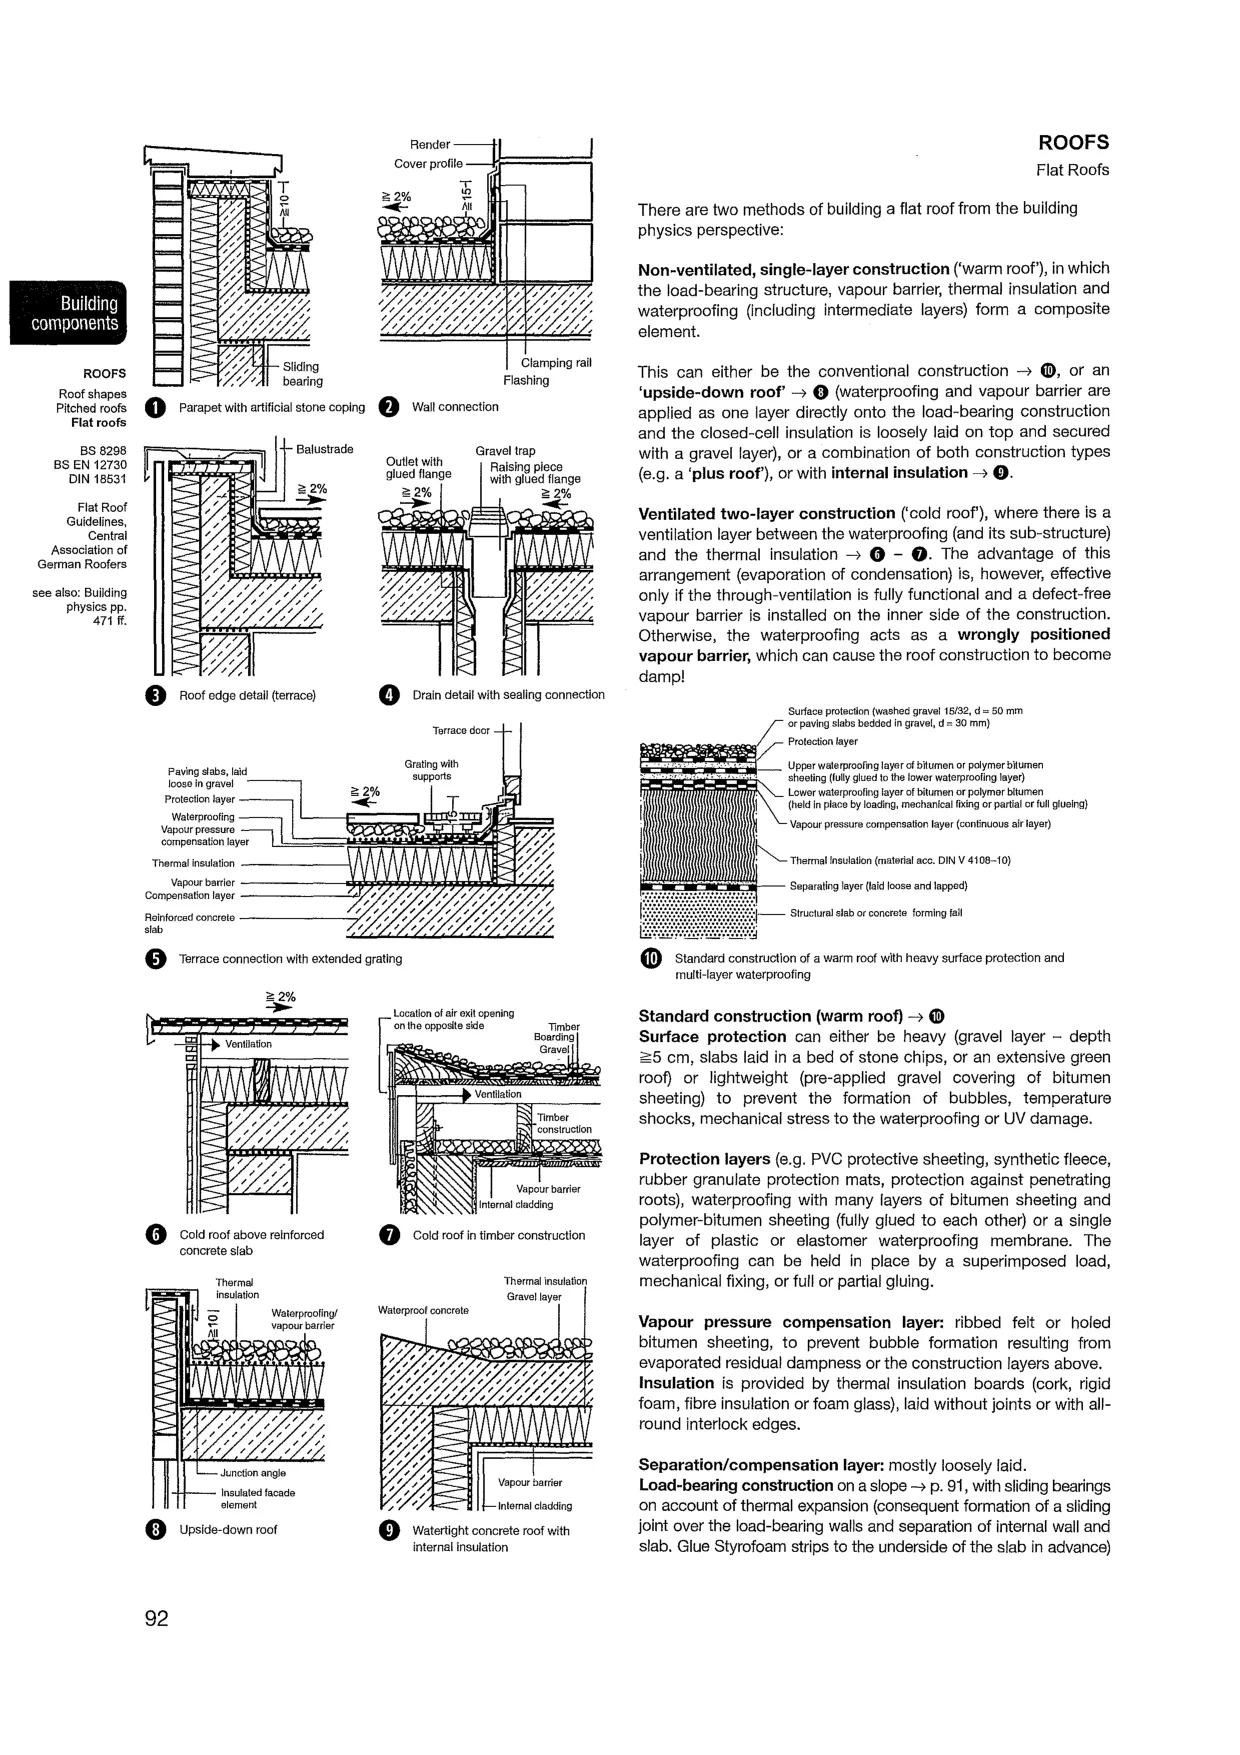 ROOFS
Flat Roofs
Building
components
ROOFS
Roof shapes
Pitched roofs
Flat roofs
BS 8298
BS EN 12730
DIN 18531
Flat Roof
Guidelines,
Central
Association of
German Roofers
see also: Building
physics pp.
471 ff.
≥10
Sliding
bearing
1 Parapet with artificial stone coping
Render
Cover profile
≧ 2%
≥15
Clamping rail
Flashing
2 Wall connection
Balustrade
≧ 2%
3 Roof edge detail (terrace)
Outlet with
glued flange
≧ 2%
Gravel trap
Raising piece
with glued flange
≧ 2%
4 Drain detail with sealing connection
Terrace door
Grating with
supports
Paving slabs, laid
loose in gravel
≧ 2%
15
Protection layer
Waterproofing
Vapour pressure
compensation layer
Thermal insulation
Vapour barrier
Compensation layer
Reinforced concrete
slab
5 Terrace connection with extended grating
≧ 2%
Ventilation
6 Cold roof above reinforced
concrete slab
Location of air exit opening
on the opposite side
Timber
Boarding
Gravel
Ventilation
Timber
construction
Vapour barrier
Internal cladding
7 Cold roof in timber construction
Thermal
insulation
≥10
Waterproofing/
vapour barrier
Junction angle
Insulated facade
element
8 Upside-down roof
Thermal insulation
Gravel layer
Waterproof concrete
Vapour barrier
Internal cladding
9 Watertight concrete roof with
internal insulation
There are two methods of building a flat roof from the building
physics perspective:
Non-ventilated, single-layer construction (‘warm roof’), in which
the load-bearing structure, vapour barrier, thermal insulation and
waterproofing (including intermediate layers) form a composite
element.
This can either be the conventional construction → 10, or an
‘upside-down roof’ → 8 (waterproofing and vapour barrier are
applied as one layer directly onto the load-bearing construction
and the closed-cell insulation is loosely laid on top and secured
with a gravel layer), or a combination of both construction types
(e.g. a ‘plus roof’), or with internal insulation → 9.
Ventilated two-layer construction (‘cold roof’), where there is a
ventilation layer between the waterproofing (and its sub-structure)
and the thermal insulation → 6 – 7. The advantage of this
arrangement (evaporation of condensation) is, however, effective
only if the through-ventilation is fully functional and a defect-free
vapour barrier is installed on the inner side of the construction.
Otherwise, the waterproofing acts as a wrongly positioned
vapour barrier, which can cause the roof construction to become
damp!
Surface protection (washed gravel 15/32, d = 50 mm
or paving slabs bedded in gravel, d = 30 mm)
Protection layer
Upper waterproofing layer of bitumen or polymer bitumen
sheeting (fully glued to the lower waterproofing layer)
Lower waterproofing layer of bitumen or polymer bitumen
(held in place by loading, mechanical fixing or partial or full glueing)
Vapour pressure compensation layer (continuous air layer)
Thermal insulation (material acc. DIN V 4108–10)
Separating layer (laid loose and lapped)
Structural slab or concrete forming fall
10 Standard construction of a warm roof with heavy surface protection and
multi-layer waterproofing
Standard construction (warm roof) → 10
Surface protection can either be heavy (gravel layer – depth
≧5 cm, slabs laid in a bed of stone chips, or an extensive green
roof) or lightweight (pre-applied gravel covering of bitumen
sheeting) to prevent the formation of bubbles, temperature
shocks, mechanical stress to the waterproofing or UV damage.
Protection layers (e.g. PVC protective sheeting, synthetic fleece,
rubber granulate protection mats, protection against penetrating
roots), waterproofing with many layers of bitumen sheeting and
polymer-bitumen sheeting (fully glued to each other) or a single
layer of plastic or elastomer waterproofing membrane. The
waterproofing can be held in place by a superimposed load,
mechanical fixing, or full or partial gluing.
Vapour pressure compensation layer: ribbed felt or holed
bitumen sheeting, to prevent bubble formation resulting from
evaporated residual dampness or the construction layers above.
Insulation is provided by thermal insulation boards (cork, rigid
foam, fibre insulation or foam glass), laid without joints or with all-
round interlock edges.
Separation/compensation layer: mostly loosely laid.
Load-bearing construction on a slope → p. 91, with sliding bearings
on account of thermal expansion (consequent formation of a sliding
joint over the load-bearing walls and separation of internal wall and
slab. Glue Styrofoam strips to the underside of the slab in advance)
92